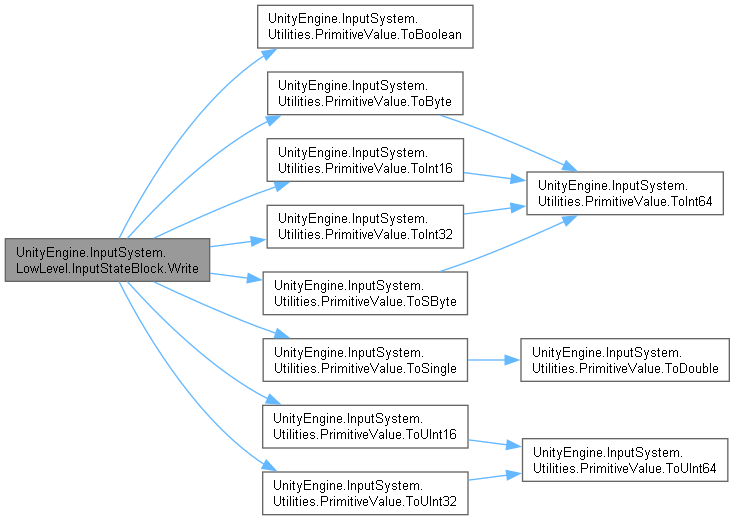 UnityEngine.InputSystem.
LowLevel.InputStateBlock.Write
UnityEngine.InputSystem.
Utilities.PrimitiveValue.ToBoolean
UnityEngine.InputSystem.
Utilities.PrimitiveValue.ToByte
UnityEngine.InputSystem.
Utilities.PrimitiveValue.ToInt16
UnityEngine.InputSystem.
Utilities.PrimitiveValue.ToInt32
UnityEngine.InputSystem.
Utilities.PrimitiveValue.ToSByte
UnityEngine.InputSystem.
Utilities.PrimitiveValue.ToSingle
UnityEngine.InputSystem.
Utilities.PrimitiveValue.ToUInt16
UnityEngine.InputSystem.
Utilities.PrimitiveValue.ToUInt32
UnityEngine.InputSystem.
Utilities.PrimitiveValue.ToInt64
UnityEngine.InputSystem.
Utilities.PrimitiveValue.ToDouble
UnityEngine.InputSystem.
Utilities.PrimitiveValue.ToUInt64